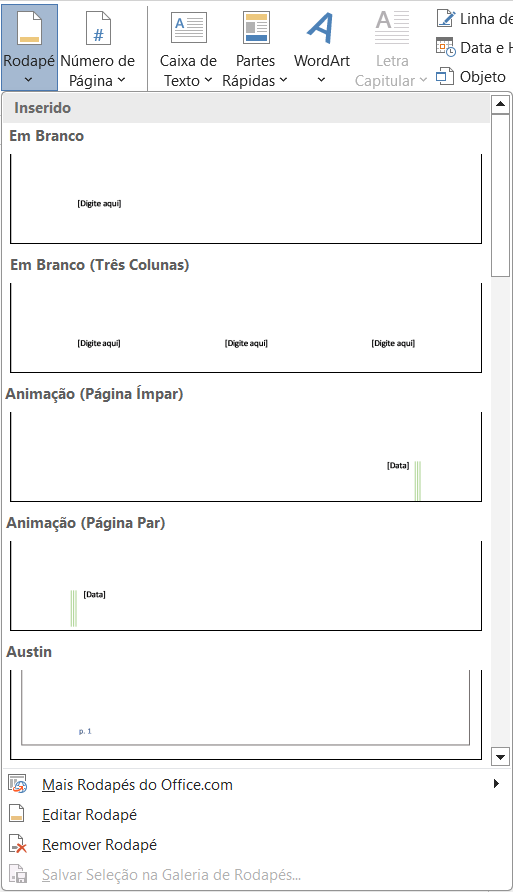 Rodapé
Número de Página
Caixa de Texto
Partes Rápidas
WordArt
Letra Capitular
Linha de
Data e H
Objeto
Inserido
Em Branco
[Digite aqui]
Em Branco (Três Colunas)
[Digite aqui] [Digite aqui] [Digite aqui]
Animação (Página Ímpar)
[Data]
Animação (Página Par)
[Data]
Austin
p. 1
Mais Rodapés do Office.com
Editar Rodapé
Remover Rodapé
Salvar Seleção na Galeria de Rodapés...